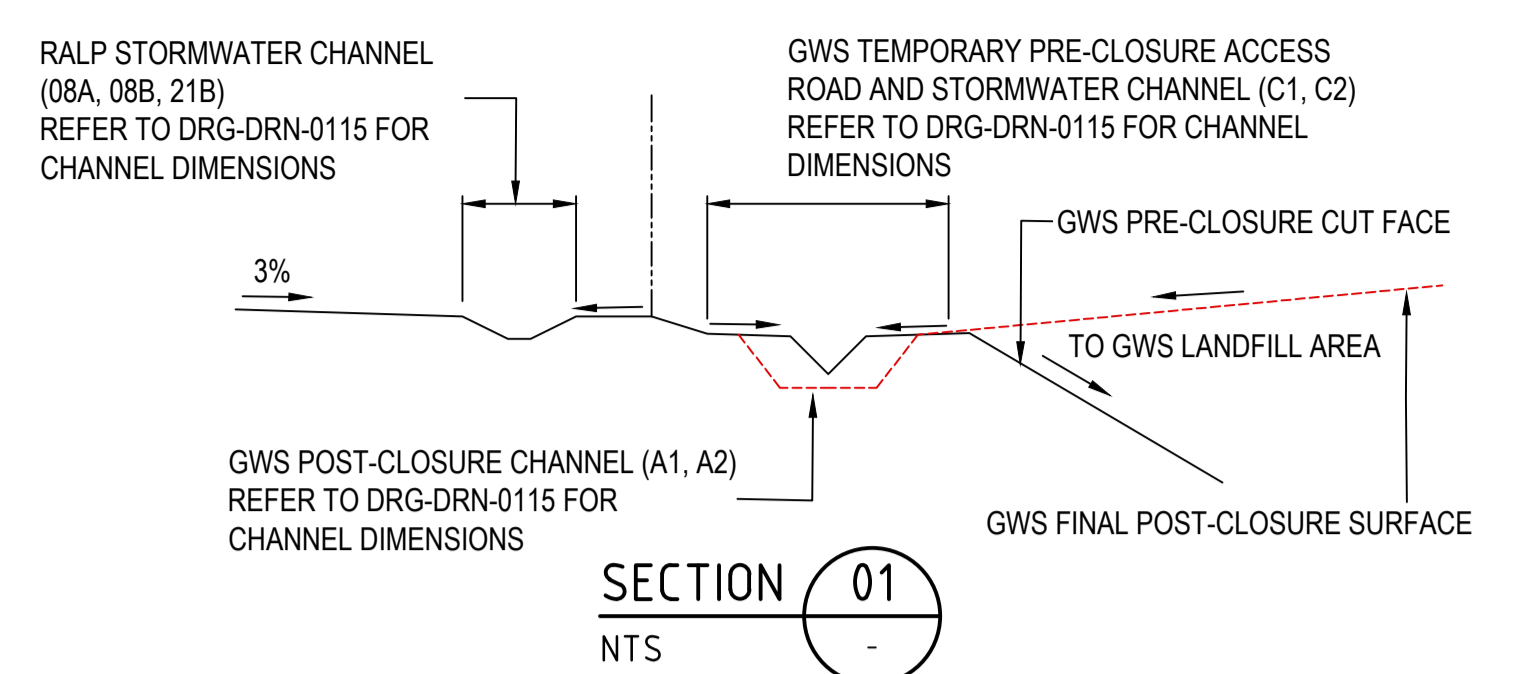 RALP STORMWATER CHANNEL
(08A, 08B, 21B)
REFER TO DRG-DRN-0115 FOR
CHANNEL DIMENSIONS
GWS TEMPORARY PRE-CLOSURE ACCESS
ROAD AND STORMWATER CHANNEL (C1, C2)
REFER TO DRG-DRN-0115 FOR CHANNEL
DIMENSIONS
GWS PRE-CLOSURE CUT FACE
3%
TO GWS LANDFILL AREA
GWS POST-CLOSURE CHANNEL (A1, A2)
REFER TO DRG-DRN-0115 FOR
CHANNEL DIMENSIONS
GWS FINAL POST-CLOSURE SURFACE
SECTION 01
NTS -